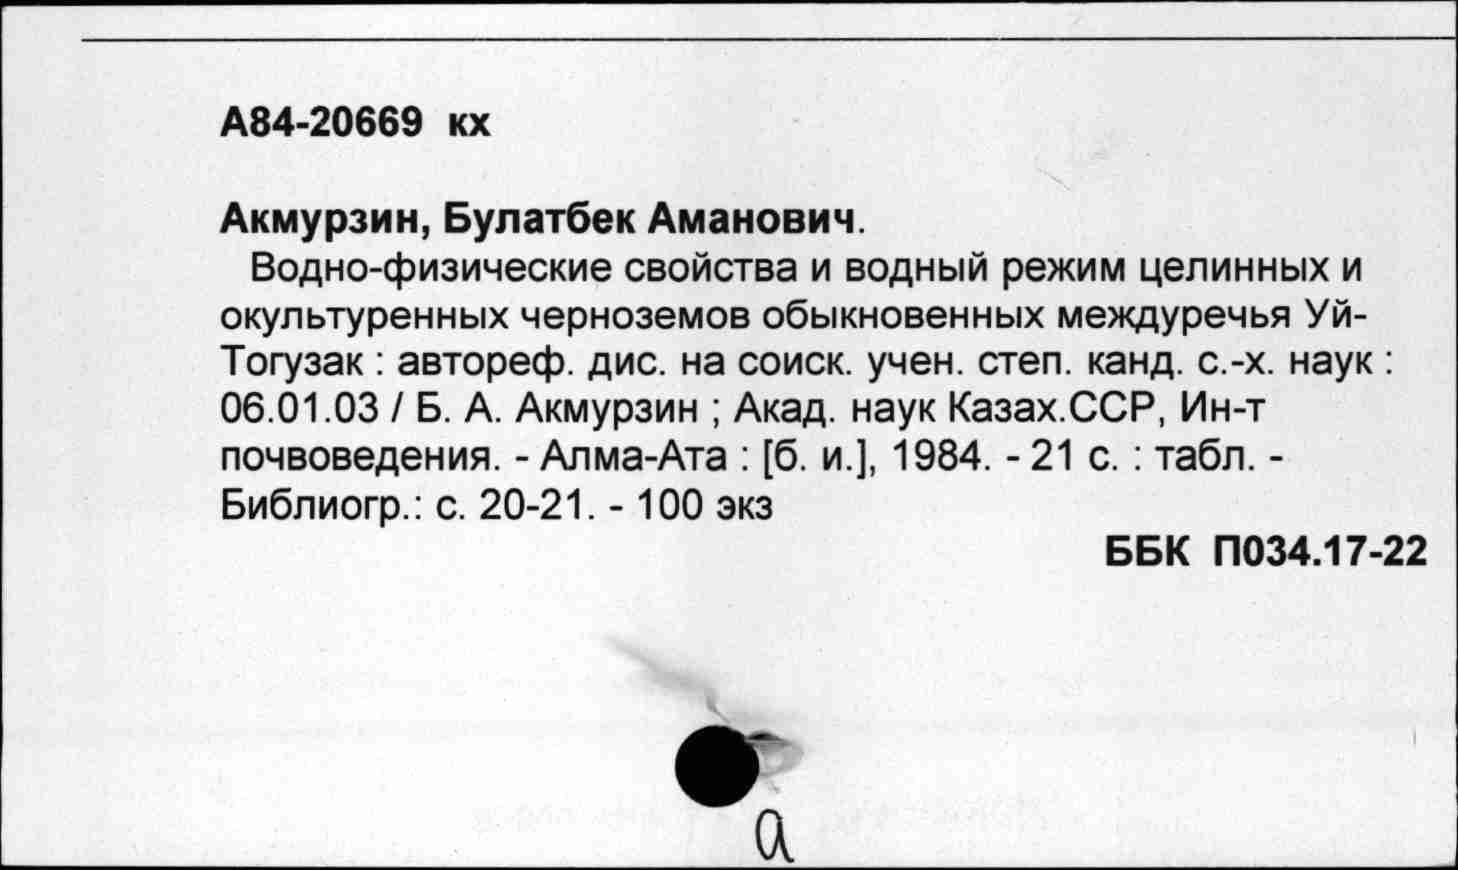 А84-20669 кх
Акмурзин, Булатбек Аманович.
Водно-физические свойства и водный режим целинных и
окультуренных черноземов обыкновенных междуречья Уй-
Тогузак : автореф. дис. на соиск. учен. степ. канд. с.-х. наук :
06.01.03 / Б. А. Акмурзин ; Акад. наук Казах.ССР, Ин-т
почвоведения. - Алма-Ата : [б. и.], 1984. - 21 с. : табл. -
Библиогр.: с. 20-21. - 100 экз
ББК П034.17-22
а